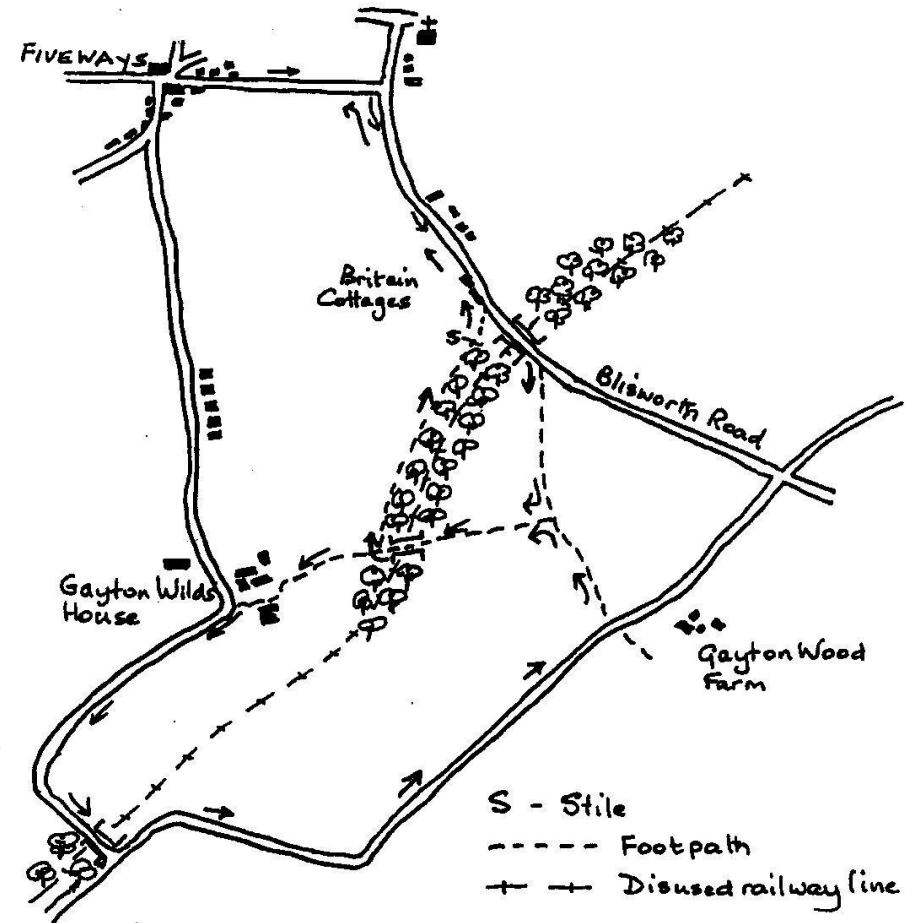 FIVEWAYS
Britain
Cottages
S
Blisworth Road
Gayton Wilds
House
Gayton Wood
Farm
S - Stile
Footpath
Disused railway line